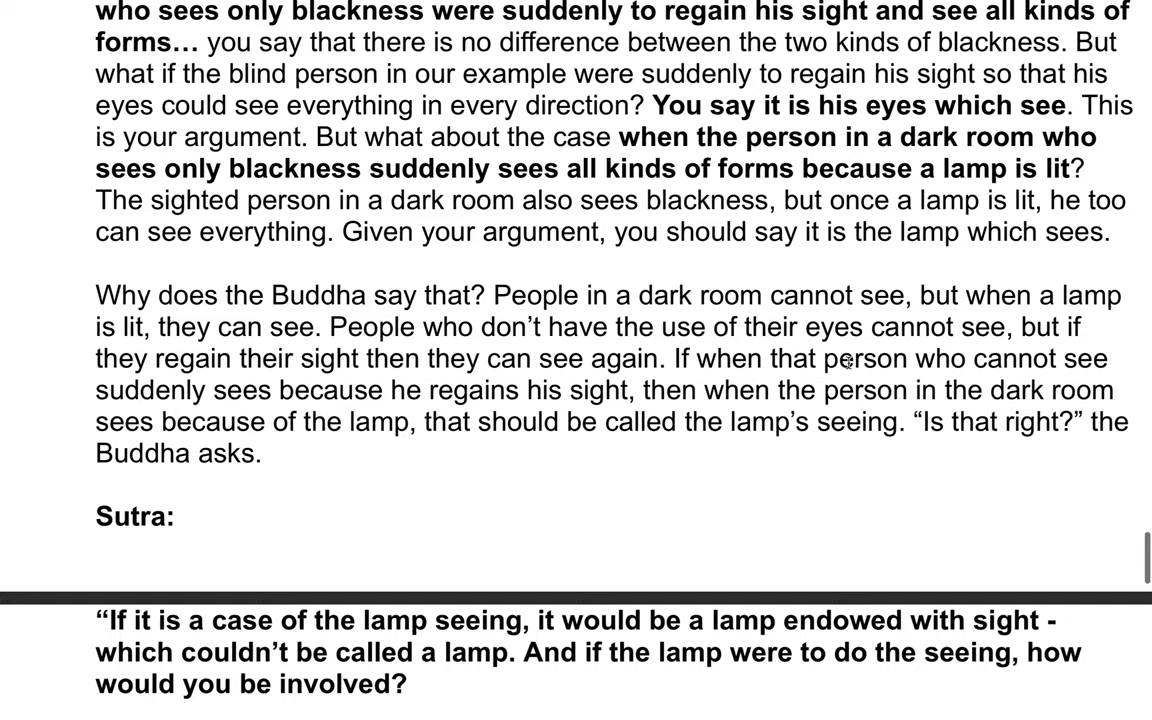 who sees only blackness were suddenly to regain his sight and see all kinds of
forms… you say that there is no difference between the two kinds of blackness. But
what if the blind person in our example were suddenly to regain his sight so that his
eyes could see everything in every direction? You say it is his eyes which see. This
is your argument. But what about the case when the person in a dark room who
sees only blackness suddenly sees all kinds of forms because a lamp is lit?
The sighted person in a dark room also sees blackness, but once a lamp is lit, he too
can see everything. Given your argument, you should say it is the lamp which sees.
Why does the Buddha say that? People in a dark room cannot see, but when a lamp
is lit, they can see. People who don’t have the use of their eyes cannot see, but if
they regain their sight then they can see again. If when that person who cannot see
suddenly sees because he regains his sight, then when the person in the dark room
sees because of the lamp, that should be called the lamp’s seeing. “Is that right?” the
Buddha asks.
Sutra:
“If it is a case of the lamp seeing, it would be a lamp endowed with sight -
which couldn’t be called a lamp. And if the lamp were to do the seeing, how
would you be involved?